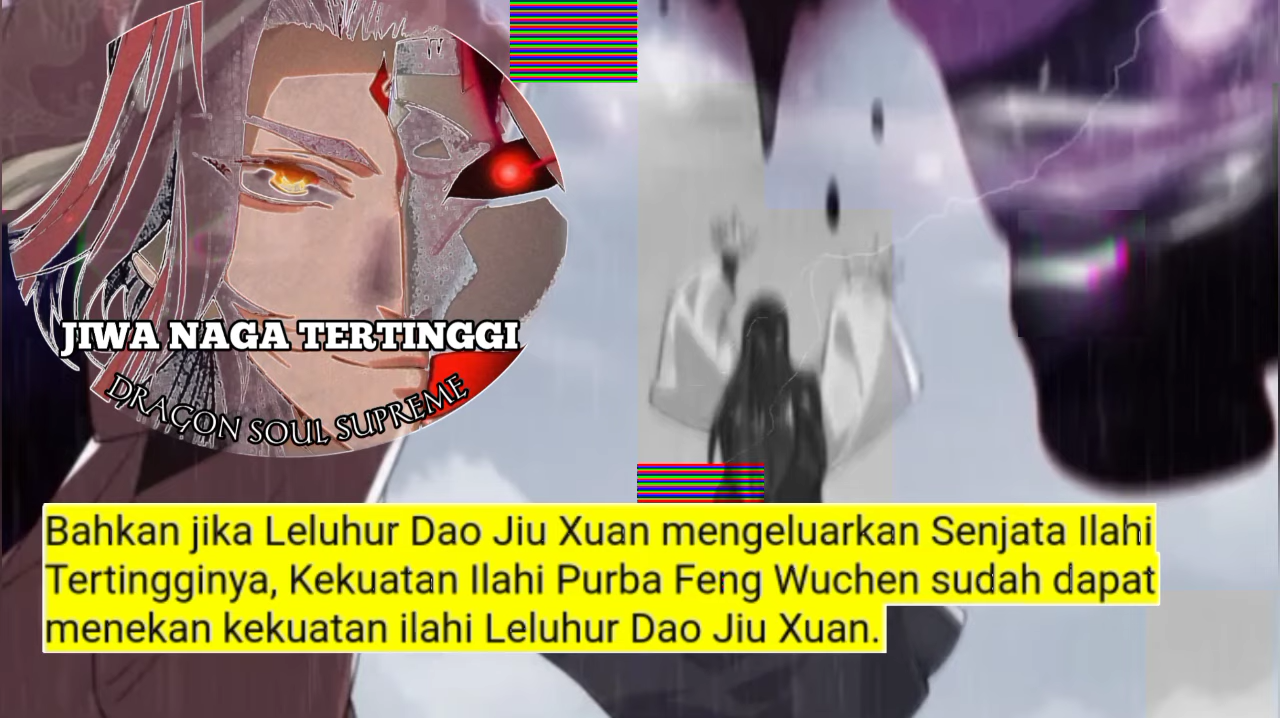 JIWA NAGA TERTINGGI
DRAGON SOUL SUPREME
Bahkan jika Leluhur Dao Jiu Xuan mengeluarkan Senjata Ilahi
Tertingginya, Kekuatan Ilahi Purba Feng Wuchen sudah dapat
menekan kekuatan ilahi Leluhur Dao Jiu Xuan.